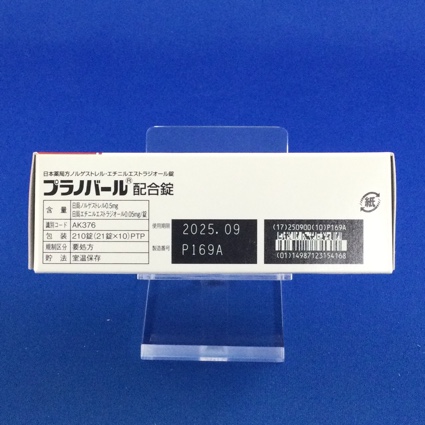 日本薬局方ノルゲストレル・エチニルエストラジオール錠
プラノバール®配合錠
含量 日局ノルゲストレル0.5mg
日局エチニルエストラジオール0.05mg/錠
識別コード AK376
包装 210錠(21錠×10)PTP
規制区分 要処方
貯法 室温保存
使用期限 2025.09
製造番号 P169A
(17)250900(10)P169A
(01)14987123154168
紙